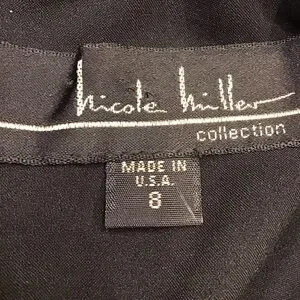 nicole miller
collection
MADE IN
U.S.A.
8